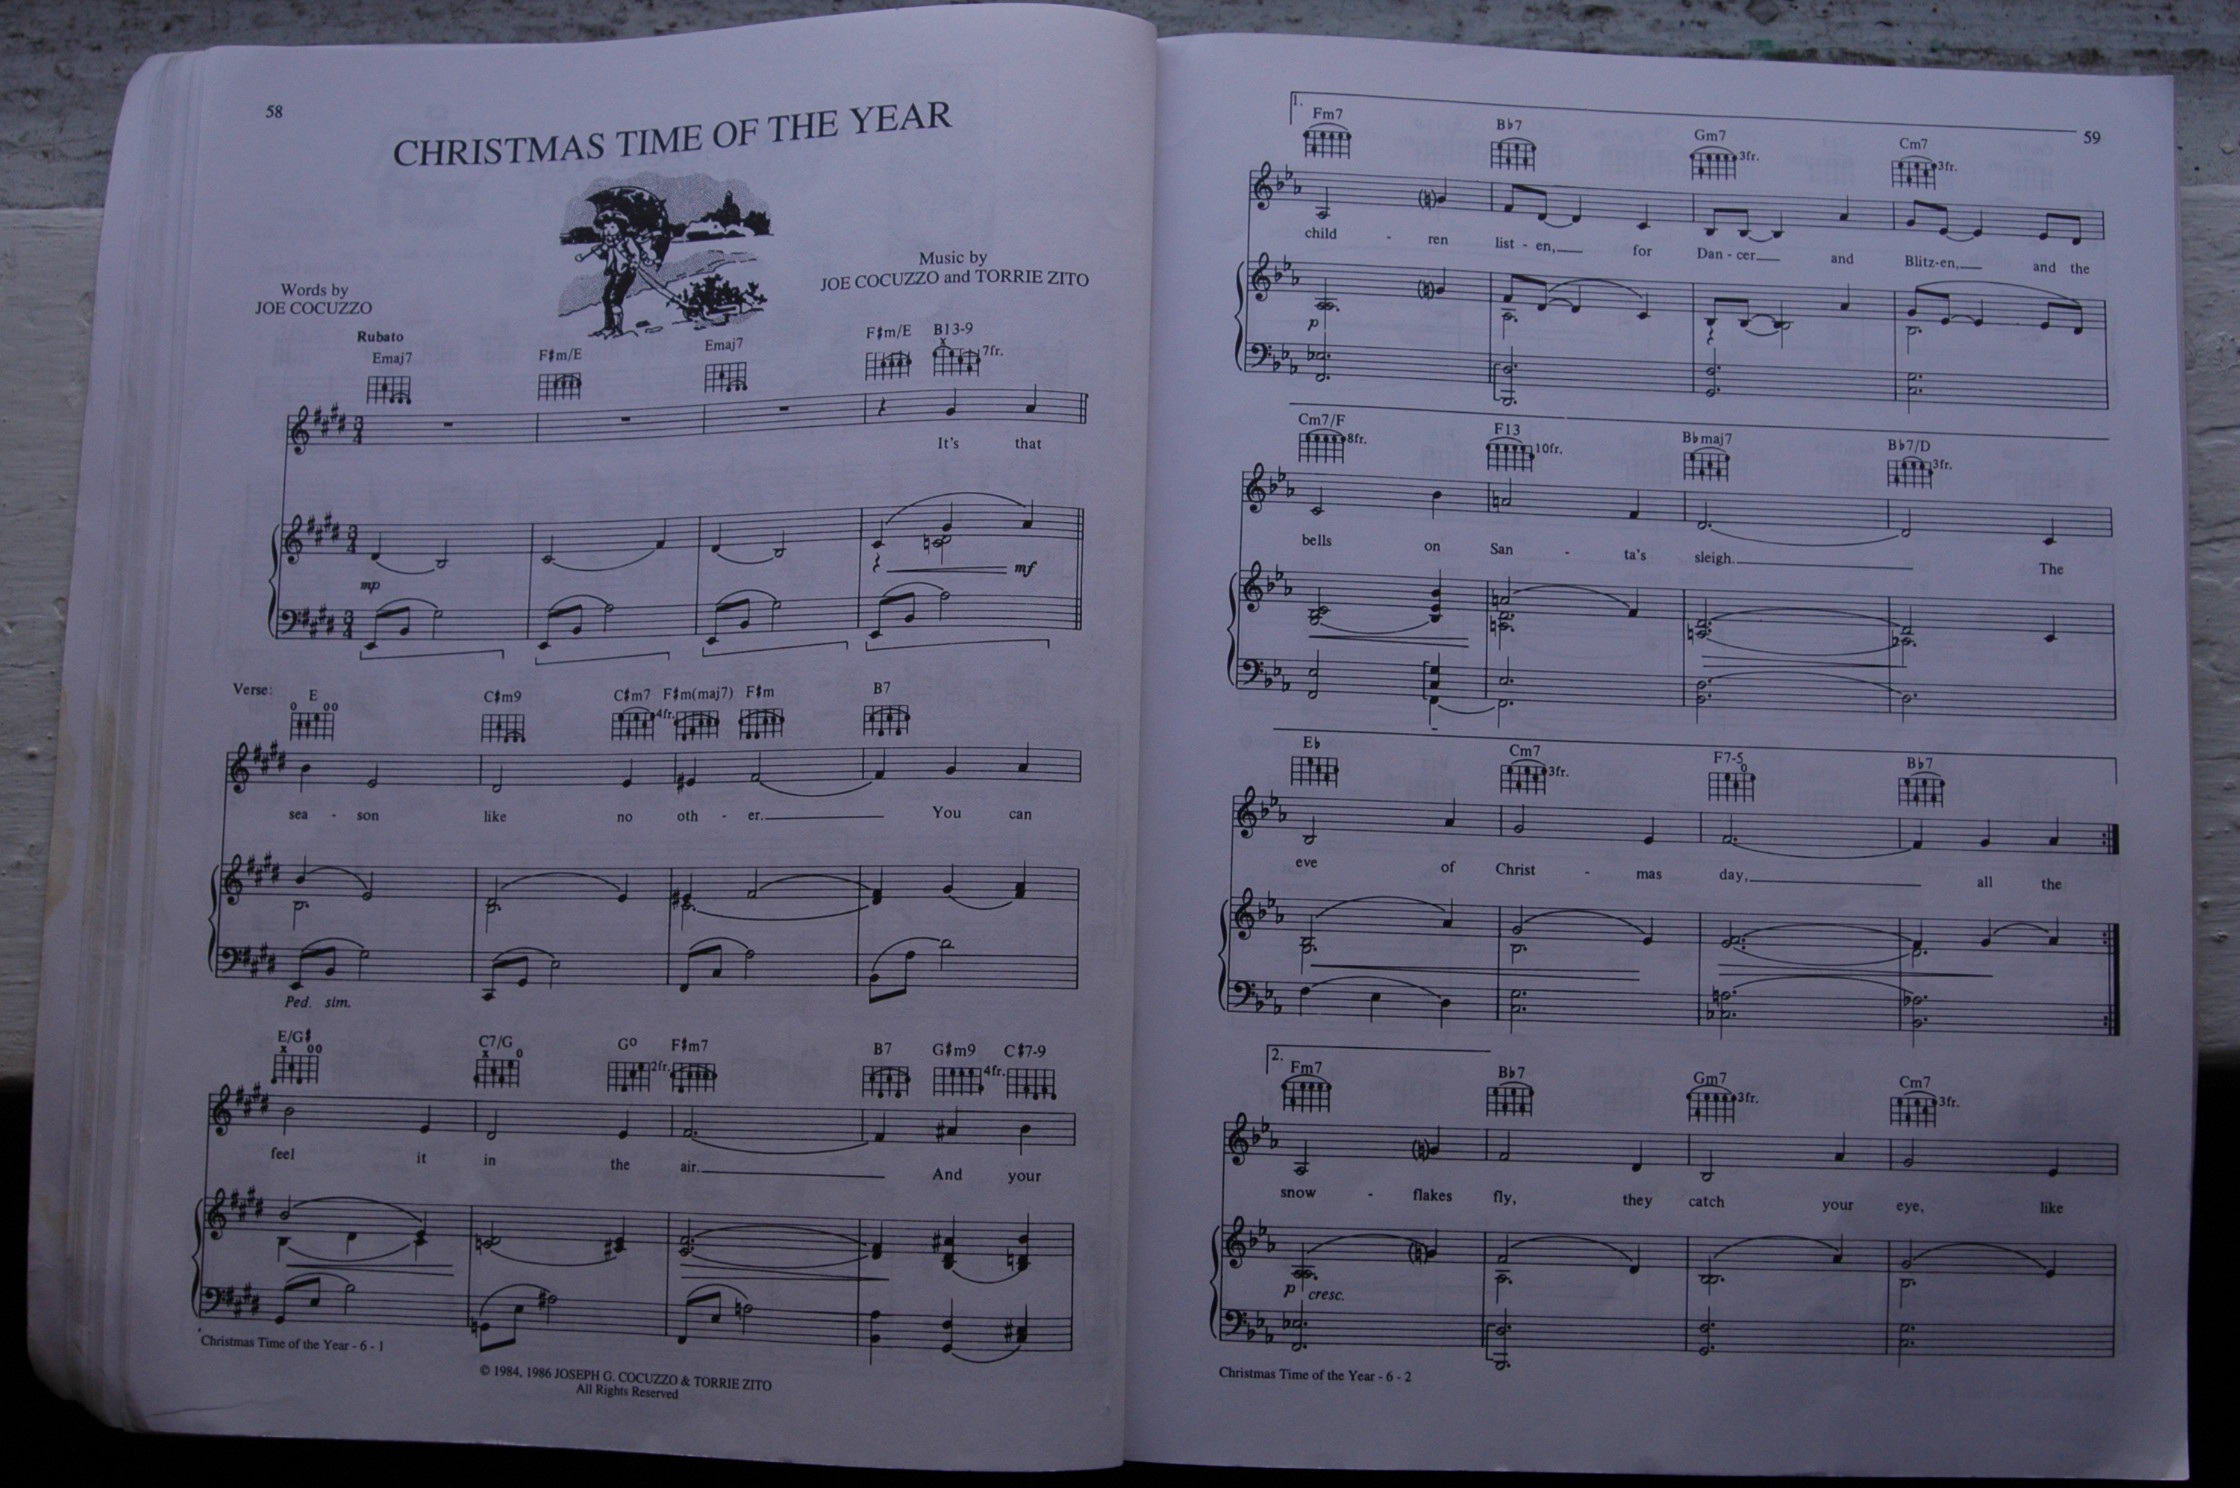 58
CHRISTMAS TIME OF THE YEAR
Words by
JOE COCUZZO
Music by
JOE COCUZZO and TORRIE ZITO
Rubato
Emaj7 F♯m/E Emaj7 F♯m/E B13-9
7fr.
It's that
mp mf
Verse:
E C♯m9 C♯m7 F♯m(maj7) F♯m B7
4fr.
sea - son like no oth - er. You can
Ped. sim.
E/G♯ C7/G Go F♯m7 B7 G♯m9 C♯7-9
2fr. 4fr.
feel it in the air. And your
Christmas Time of the Year - 6 - 1
© 1984, 1986 JOSEPH G. COCUZZO & TORRIE ZITO
All Rights Reserved
59
1.
Fm7 B♭7 Gm7 Cm7
3fr. 3fr.
child - ren list - en, for Dan - cer and Blitz-en, and the
p
Cm7/F F13 B♭maj7 B♭7/D
8fr. 10fr. 3fr.
bells on San - ta's sleigh. The
E♭ Cm7 F7-5 B♭7
3fr.
eve of Christ - mas day, all the
2.
Fm7 B♭7 Gm7 Cm7
3fr. 3fr.
snow - flakes fly, they catch your eye, like
p cresc.
Christmas Time of the Year - 6 - 2